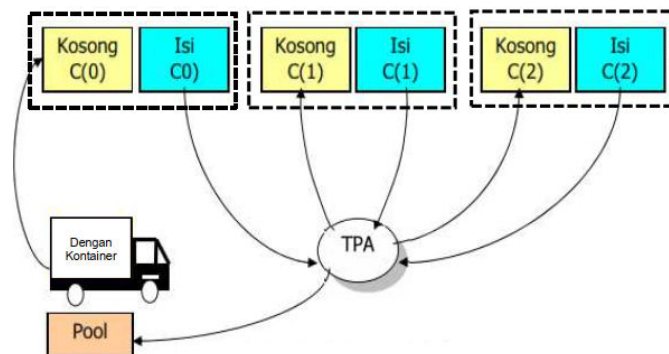 Kosong
C(0)
Isi
C0)
Kosong
C(1)
Isi
C(1)
Kosong
C(2)
Isi
C(2)
TPA
Dengan
Kontainer
Pool